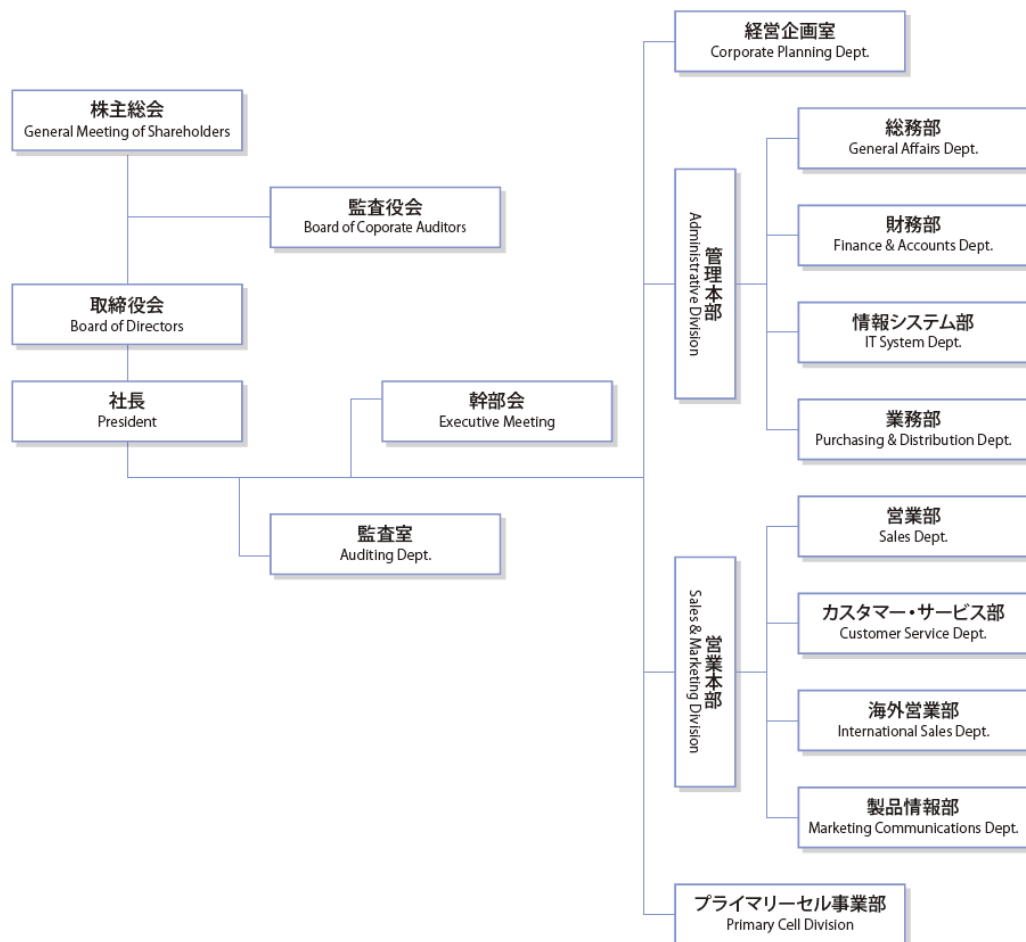 株主総会
General Meeting of Shareholders
監査役会
Board of Coporate Auditors
取締役会
Board of Directors
社長
President
幹部会
Executive Meeting
監査室
Auditing Dept.
経営企画室
Corporate Planning Dept.
管理本部
Administrative Division
総務部
General Affairs Dept.
財務部
Finance & Accounts Dept.
情報システム部
IT System Dept.
業務部
Purchasing & Distribution Dept.
営業本部
Sales & Marketing Division
営業部
Sales Dept.
カスタマー・サービス部
Customer Service Dept.
海外営業部
International Sales Dept.
製品情報部
Marketing Communications Dept.
プライマリーセル事業部
Primary Cell Division